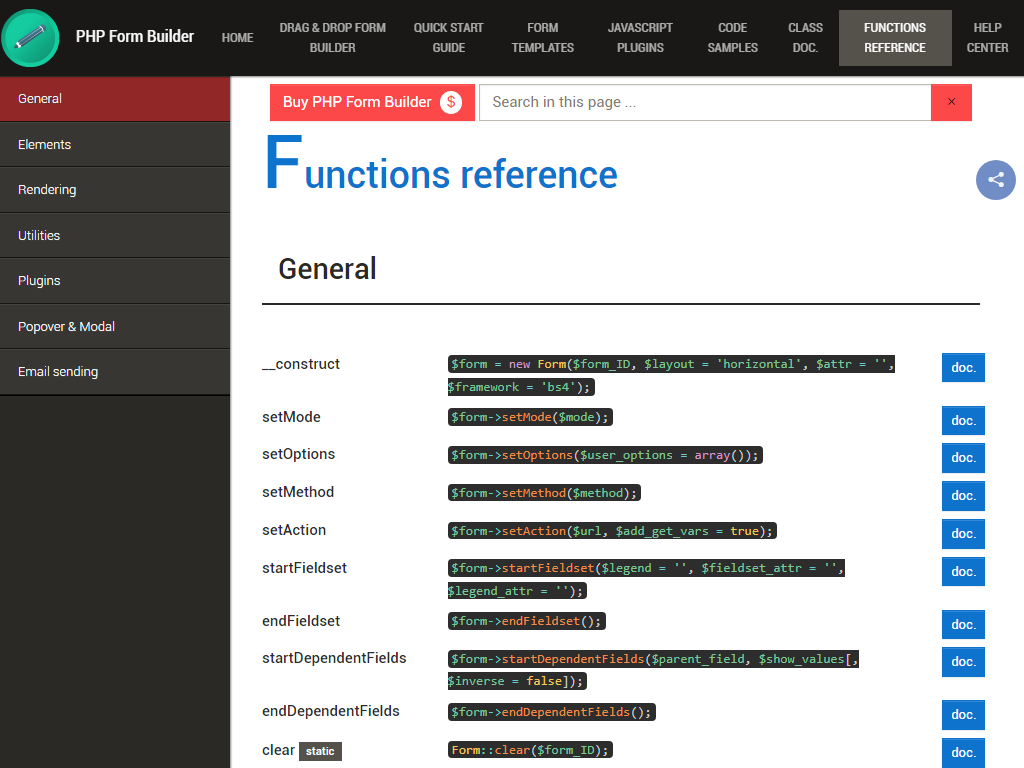 PHP Form Builder
HOME
DRAG & DROP FORM
BUILDER
QUICK START
GUIDE
FORM
TEMPLATES
JAVASCRIPT
PLUGINS
CODE
SAMPLES
CLASS
DOC.
FUNCTIONS
REFERENCE
HELP
CENTER
General
Elements
Rendering
Utilities
Plugins
Popover & Modal
Email sending
Buy PHP Form Builder $
Search in this page ...
×
Functions reference
General
__construct $form = new Form($form_ID, $layout = 'horizontal', $attr = '', doc.
$framework = 'bs4');
setMode $form->setMode($mode); doc.
setOptions $form->setOptions($user_options = array()); doc.
setMethod $form->setMethod($method); doc.
setAction $form->setAction($url, $add_get_vars = true); doc.
startFieldset $form->startFieldset($legend = '', $fieldset_attr = '', doc.
$legend_attr = '');
endFieldset $form->endFieldset(); doc.
startDependentFields $form->startDependentFields($parent_field, $show_values[, doc.
$inverse = false]);
endDependentFields $form->endDependentFields(); doc.
clear static Form::clear($form_ID); doc.